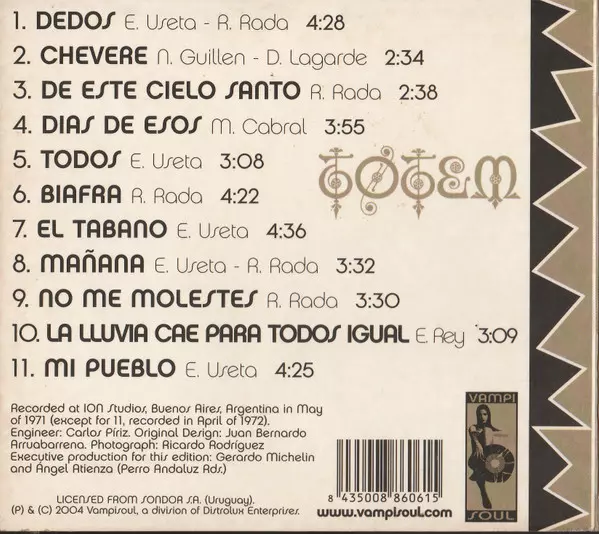 1. DEDOS E. Useta - R. Rada 4:28
2. CHEVERE N. Guillen - D. Lagarde 2:34
3. DE ESTE CIELO SANTO R. Rada 2:38
4. DIAS DE ESOS M. Cabral 3:55
5. TODOS E. Useta 3:08
TOTEM
6. BIAFRA R. Rada 4:22
7. EL TABANO E. Useta 4:36
8. MAÑANA E. Useta - R. Rada 3:32
9. NO ME MOLESTES R. Rada 3:30
10. LA LLUVIA CAE PARA TODOS IGUAL E. Rey 3:09
11. MI PUEBLO E. Useta 4:25
Recorded at ION Studios, Buenos Aires, Argentina in May
of 1971 (except for 11, recorded in April of 1972).
Engineer: Carlos Píriz. Original Design: Juan Bernardo
Arruabarrena. Photograph: Ricardo Rodríguez
Executive production for this edition: Gerardo Michelin
and Ángel Atienza (Perro Andaluz Ads.)
LICENSED FROM SONDOR S.A. (Uruguay).
(P) & (C) 2004 Vampisoul, a division of Distrolux Enterprises.
8 435008 860615
www.vampisoul.com
VAMPI
SOUL